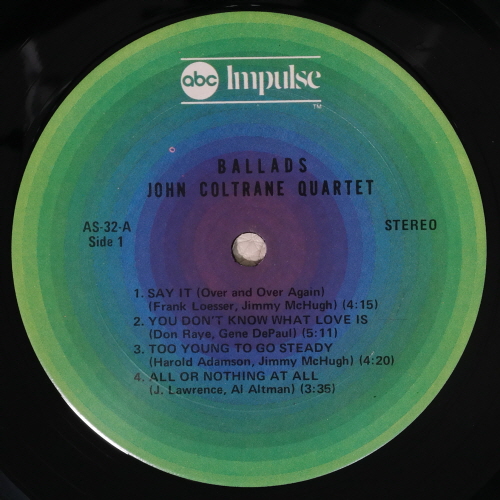 abc Impulse
TM
BALLADS
JOHN COLTRANE QUARTET
AS-32-A
Side 1
STEREO
1. SAY IT (Over and Over Again)
(Frank Loesser, Jimmy McHugh) (4:15)
2. YOU DON'T KNOW WHAT LOVE IS
(Don Raye, Gene DePaul) (5:11)
3. TOO YOUNG TO GO STEADY
(Harold Adamson, Jimmy McHugh) (4:20)
4. ALL OR NOTHING AT ALL
(J. Lawrence, Al Altman) (3:35)